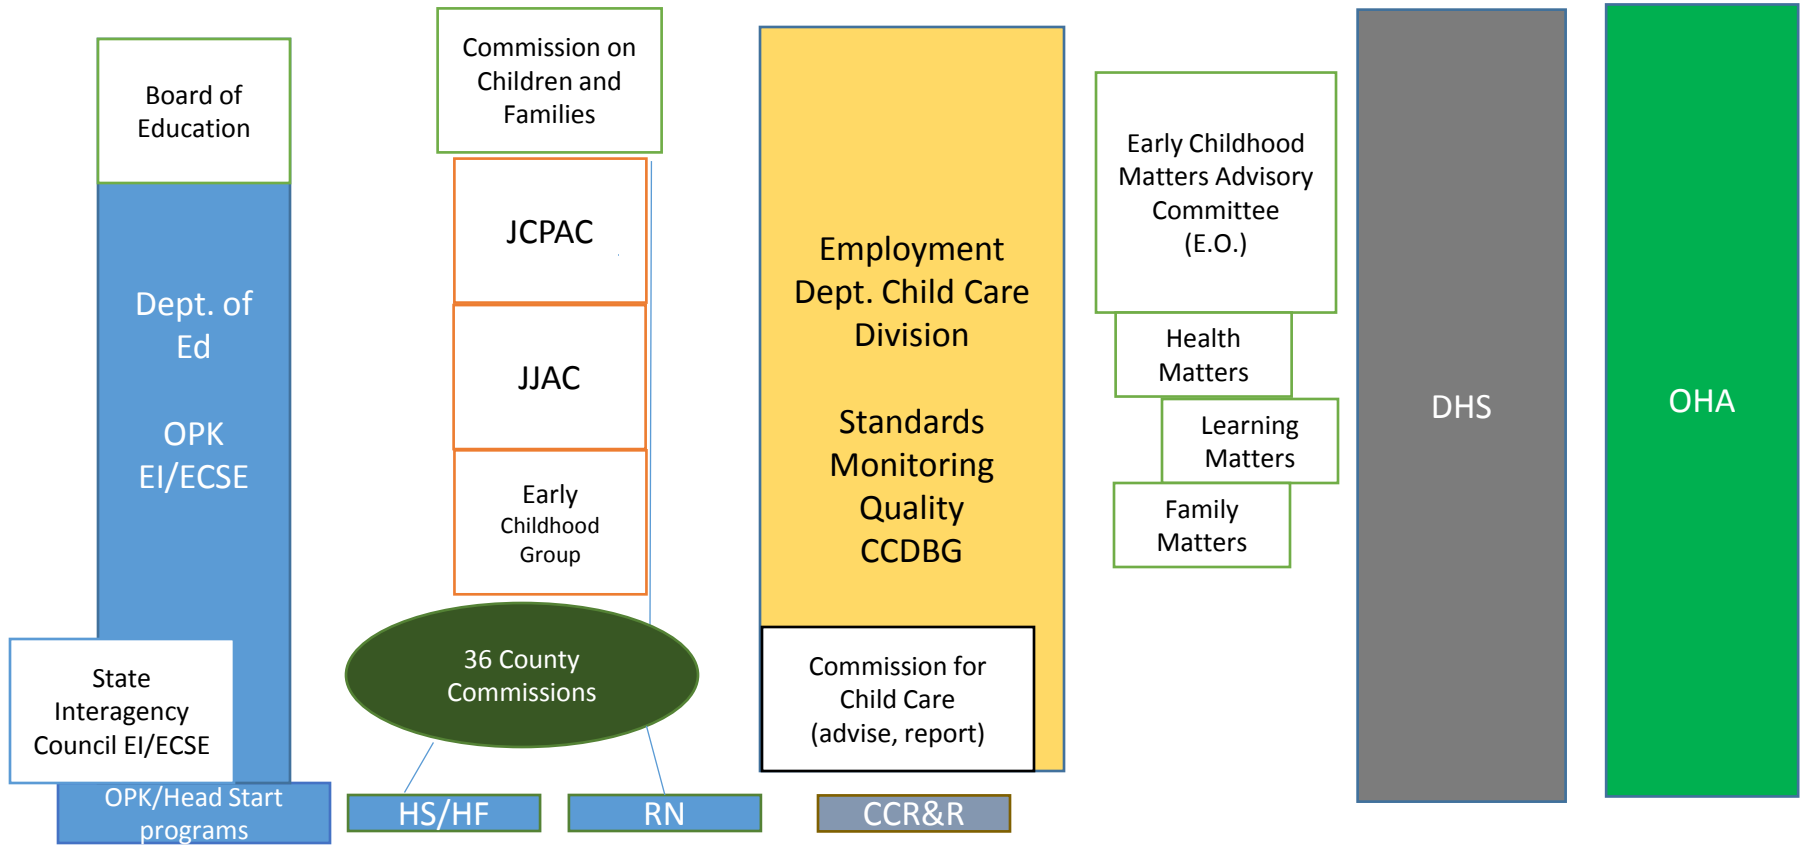 Board of
Education
Dept. of
Ed
OPK
EI/ECSE
State
Interagency
Council EI/ECSE
OPK/Head Start
programs
Commission on
Children and
Families
JCPAC
JJAC
Early
Childhood
Group
36 County
Commissions
HS/HF
RN
Employment
Dept. Child Care
Division
Standards
Monitoring
Quality
CCDBG
Commission for
Child Care
(advise, report)
CCR&R
Early Childhood
Matters Advisory
Committee
(E.O.)
Health
Matters
Learning
Matters
Family
Matters
DHS
OHA